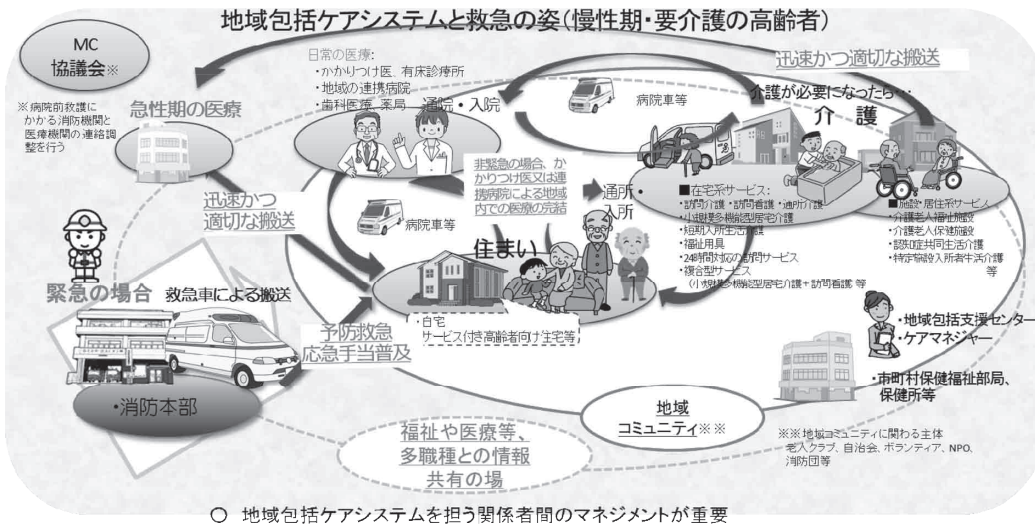 地域包括ケアシステムと救急の姿(慢性期・要介護の高齢者)
MC
協議会※
※病院前救護に
かかる消防機関と
医療機関の連絡調
整を行う
急性期の医療
日常の医療:
・かかりつけ医、有床診療所
・地域の連携病院
・歯科医療、薬局
通院・入院
病院車等
迅速かつ適切な搬送
介護が必要になったら…
介 護
迅速かつ
適切な搬送
病院車等
非緊急の場合、か
かりつけ医又は連
携病院による地域
内での医療の完結
通所・
入所
■在宅系サービス:
・訪問介護・訪問看護・通所介護
・小規模多機能型居宅介護
・短期入所生活介護
・福祉用具
・24時間対応の訪問サービス
・複合型サービス
(小規模多機能型居宅介護+訪問看護)等
■施設・居住系サービス
・介護老人福祉施設
・介護老人保健施設
・認知症共同生活介護
・特定施設入所者生活介護
等
住まい
・自宅
サービス付き高齢者向け住宅等
緊急の場合
救急車による搬送
予防救急
応急手当普及
・消防本部
・地域包括支援センター
・ケアマネジャー
・市町村保健福祉部局、
保健所等
地域
コミュニティ※※
※※地域コミュニティに関わる主体
老人クラブ、自治会、ボランティア、NPO、
消防団等
福祉や医療等、
多職種との情報
共有の場
○ 地域包括ケアシステムを担う関係者間のマネジメントが重要